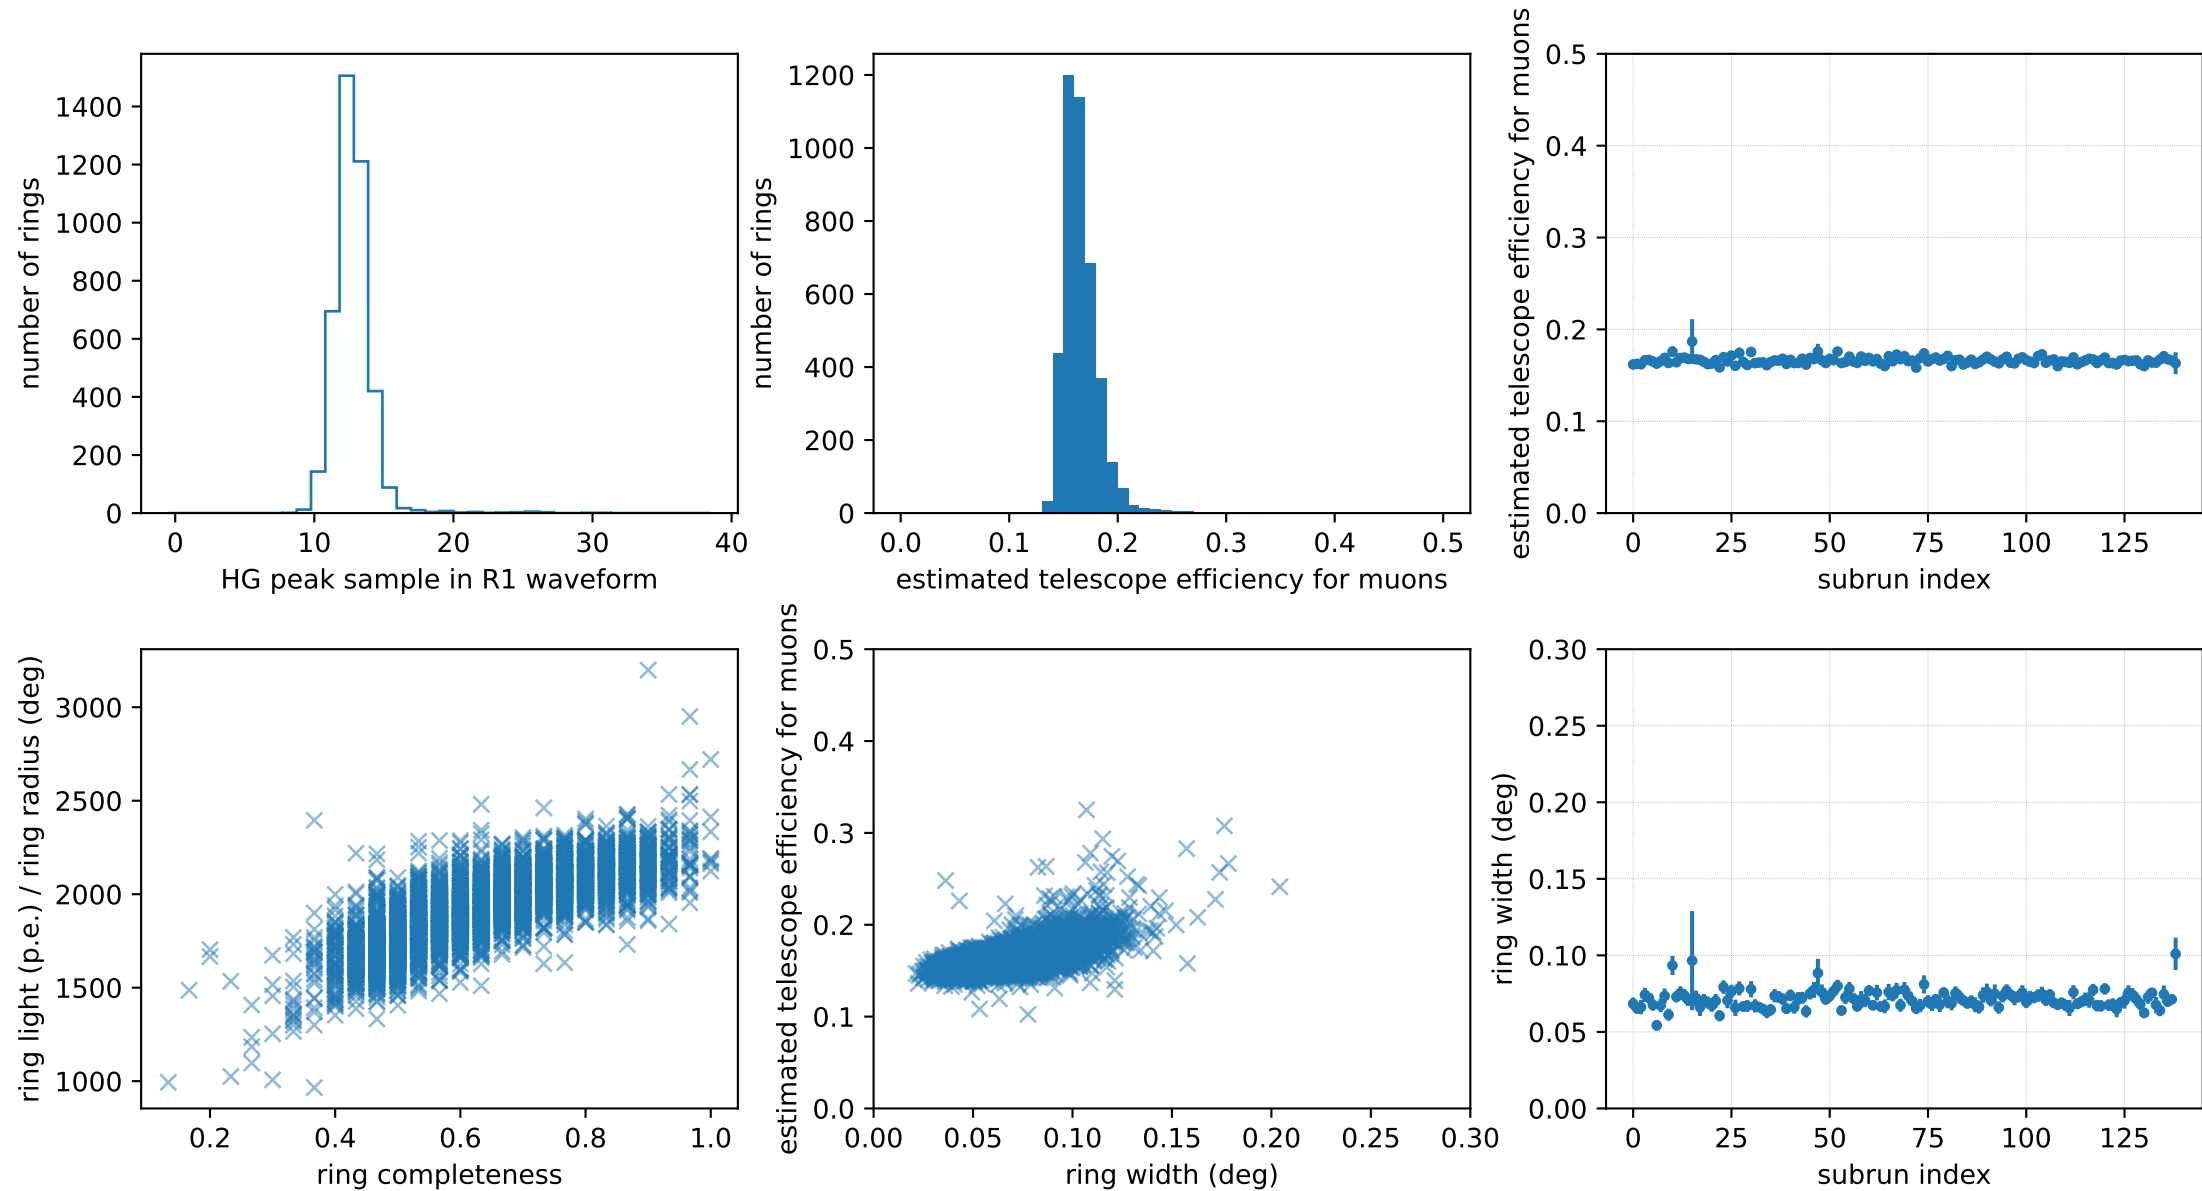 number of rings
1400
1200
1000
800
600
400
200
0
0 10 20 30 40
HG peak sample in R1 waveform
number of rings
1200
1000
800
600
400
200
0
0.0 0.1 0.2 0.3 0.4 0.5
estimated telescope efficiency for muons
estimated telescope efficiency for muons
0.5
0.4
0.3
0.2
0.1
0.0
0 25 50 75 100 125
subrun index
ring light (p.e.) / ring radius (deg)
3000
2500
2000
1500
1000
0.2 0.4 0.6 0.8 1.0
ring completeness
estimated telescope efficiency for muons
0.5
0.4
0.3
0.2
0.1
0.0
0.00 0.05 0.10 0.15 0.20 0.25 0.30
ring width (deg)
ring width (deg)
0.30
0.25
0.20
0.15
0.10
0.05
0.00
0 25 50 75 100 125
subrun index